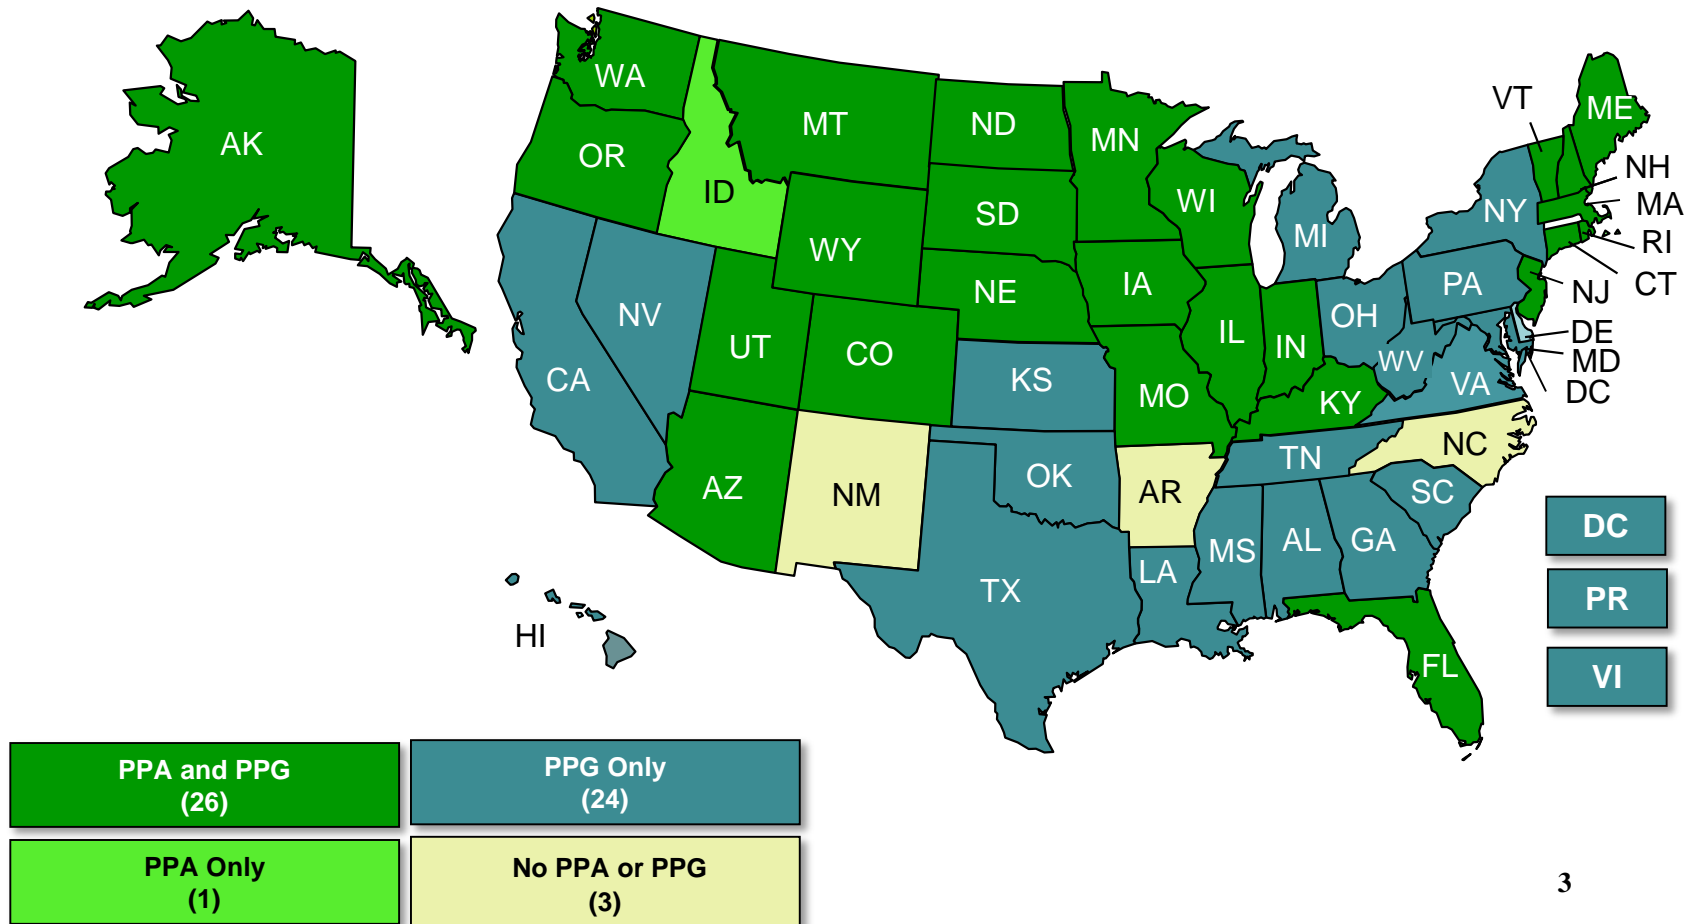 AK
WA
MT
ND
MN
VT
ME
OR
ID
SD
WI
NH
MA
NY
MI
RI
WY
NE
IA
PA
CT
NJ
NV
UT
CO
IL
IN
OH
DE
MD
WV
VA
DC
CA
KS
MO
KY
AZ
NM
OK
AR
TN
NC
SC
TX
LA
MS
AL
GA
DC
PR
HI
FL
VI
PPA and PPG
(26)
PPG Only
(24)
PPA Only
(1)
No PPA or PPG
(3)
3